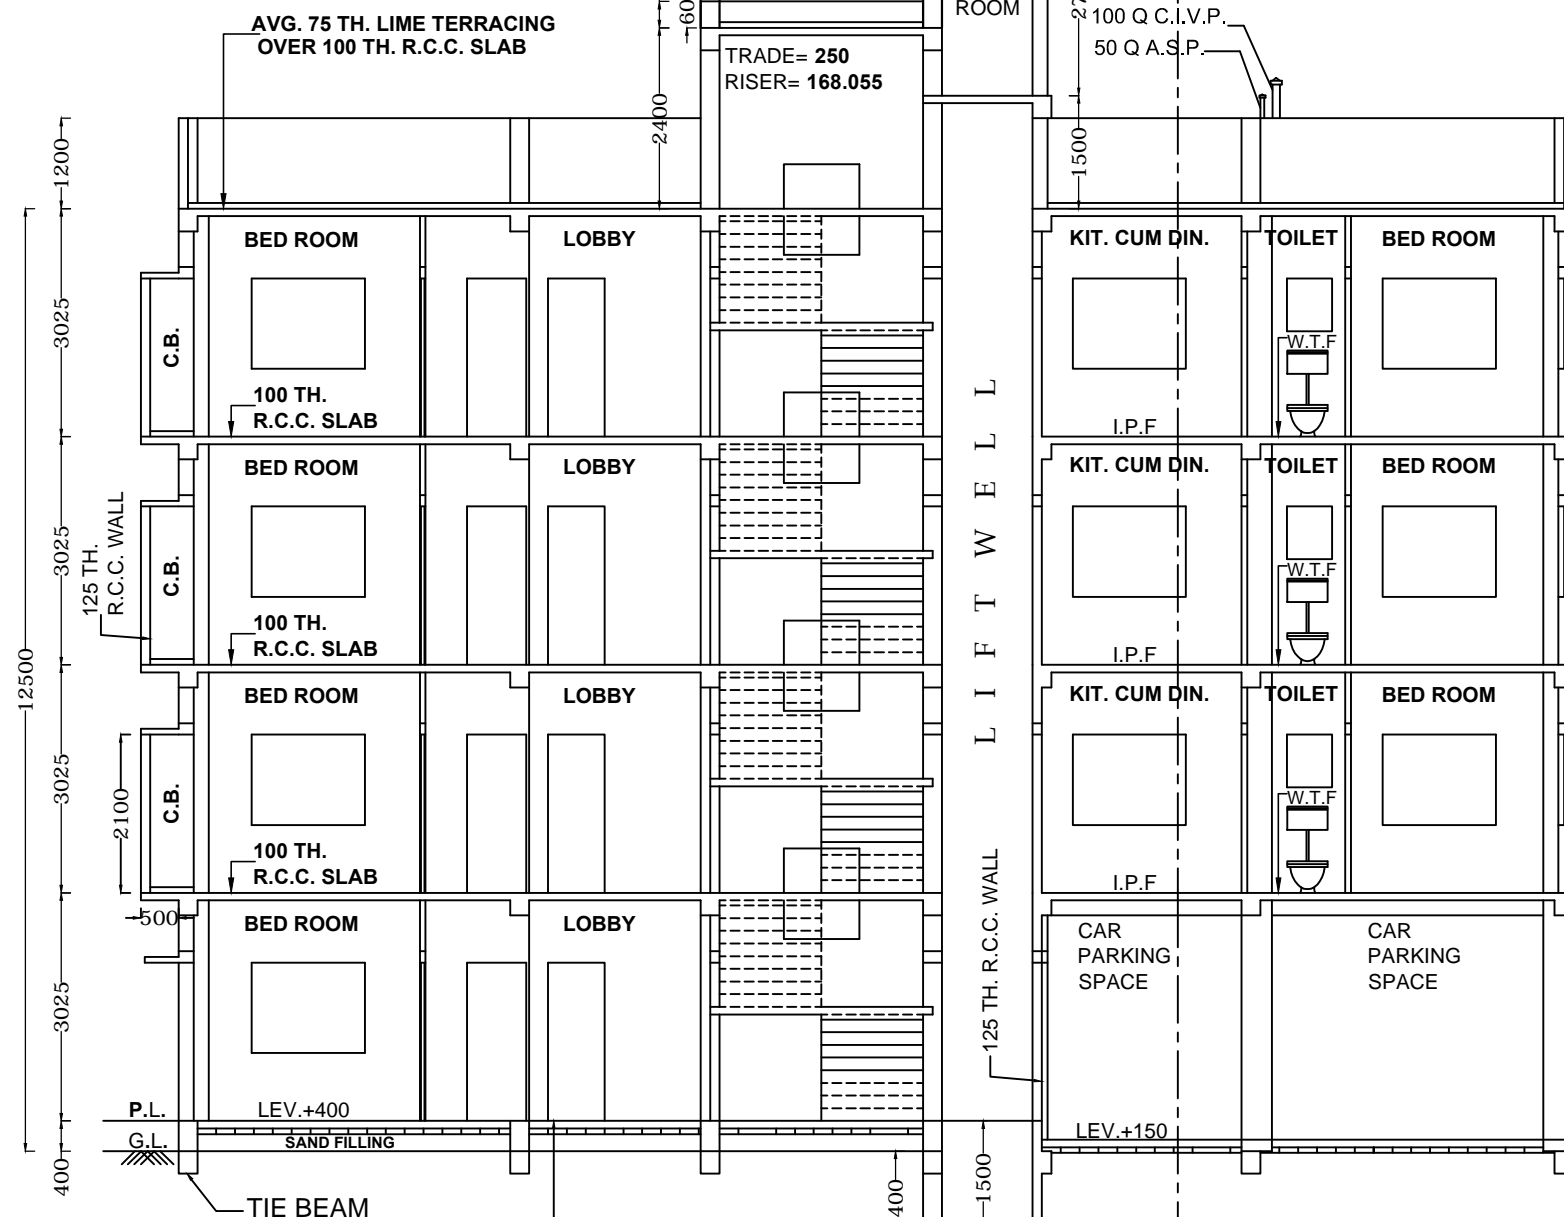 AVG. 75 TH. LIME TERRACING
OVER 100 TH. R.C.C. SLAB
60
ROOM
27
100 Q C.I.V.P.
50 Q A.S.P.
TRADE= 250
RISER= 168.055
2400
1500
1200
BED ROOM
LOBBY
KIT. CUM DIN.
TOILET
BED ROOM
3025
C.B.
W.T.F
100 TH.
R.C.C. SLAB
I.P.F
BED ROOM
LOBBY
KIT. CUM DIN.
TOILET
BED ROOM
3025
125 TH.
R.C.C. WALL
C.B.
W.T.F
100 TH.
R.C.C. SLAB
I.P.F
LIFT WELL
12500
BED ROOM
LOBBY
KIT. CUM DIN.
TOILET
BED ROOM
3025
2100
C.B.
W.T.F
100 TH.
R.C.C. SLAB
I.P.F
500
BED ROOM
LOBBY
125 TH. R.C.C. WALL
CAR
PARKING
SPACE
CAR
PARKING
SPACE
3025
P.L.
LEV.+400
LEV.+150
G.L.
SAND FILLING
400
400
1500
TIE BEAM